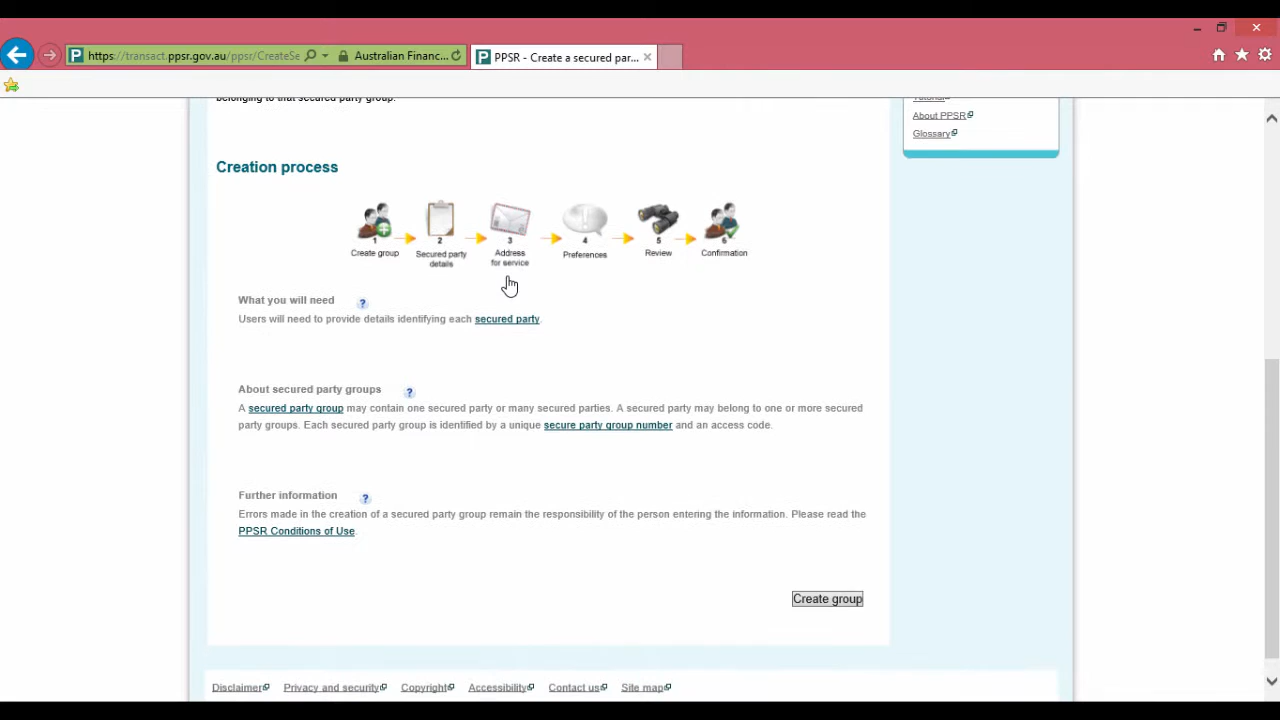 https://transact.ppsr.gov.au/ppsr/CreateSe
Australian Financ...
PPSR - Create a secured par...
belonging to that secured party group.
Tutorial
About PPSR
Glossary
Creation process
1
2
3
4
5
6
Create group
Secured party
details
Address
for service
Preferences
Review
Confirmation
What you will need
Users will need to provide details identifying each secured party.
About secured party groups
A secured party group may contain one secured party or many secured parties. A secured party may belong to one or more secured
party groups. Each secured party group is identified by a unique secure party group number and an access code.
Further information
Errors made in the creation of a secured party group remain the responsibility of the person entering the information. Please read the
PPSR Conditions of Use.
Create group
Disclaimer
Privacy and security
Copyright
Accessibility
Contact us
Site map